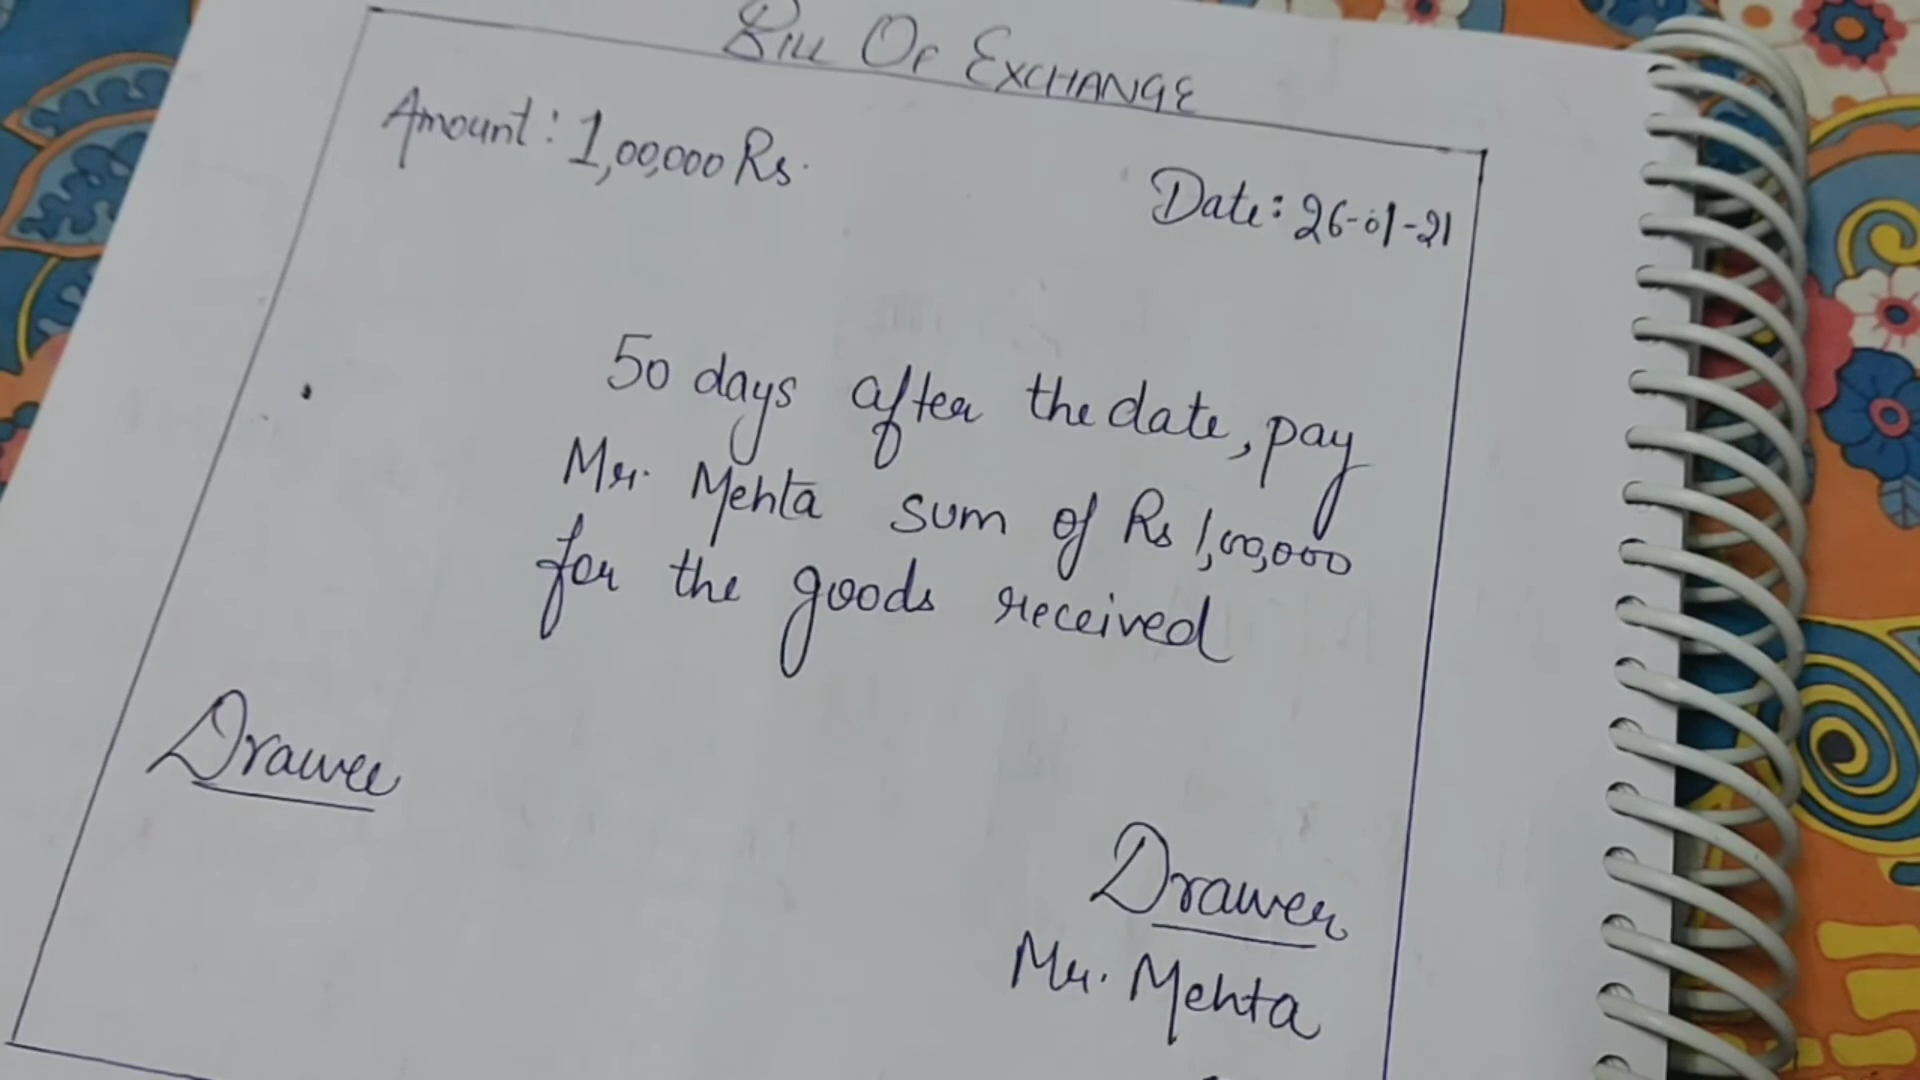 BILL OF EXCHANGE
Amount: 1,00,000 Rs.
Date: 26-01-21
50 days after the date, pay
Mr. Mehta sum of Rs 1,00,000
for the goods received
Drawee
Drawer
Mr. Mehta